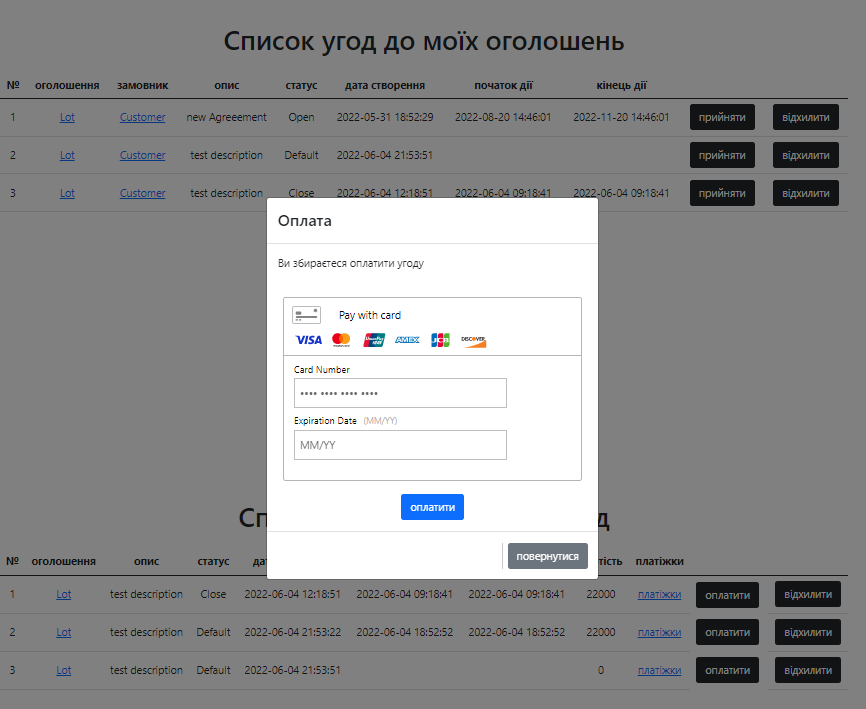 Список угод до моїх оголошень
№ оголошення замовник опис статус дата створення початок дії кінець дії
1 Lot Customer new Agreeement Open 2022-05-31 18:52:29 2022-08-20 14:46:01 2022-11-20 14:46:01 прийняти відхилити
2 Lot Customer test description Default 2022-06-04 21:53:51 прийняти відхилити
3 Lot Customer test description Close 2022-06-04 12:18:51 2022-06-04 09:18:41 2022-06-04 09:18:41 прийняти відхилити
Оплата
Ви збираєтеся оплатити угоду
Pay with card
VISA UnionPay AMEX JCB DISCOVER
Card Number
•••• •••• •••• ••••
Expiration Date (MM/YY)
MM/YY
оплатити
повернутися
№ оголошення опис статус платіжки
1 Lot test description Close 2022-06-04 12:18:51 2022-06-04 09:18:41 2022-06-04 09:18:41 22000 платіжки оплатити відхилити
2 Lot test description Default 2022-06-04 21:53:22 2022-06-04 18:52:52 2022-06-04 18:52:52 22000 платіжки оплатити відхилити
3 Lot test description Default 2022-06-04 21:53:51 0 платіжки оплатити відхилити